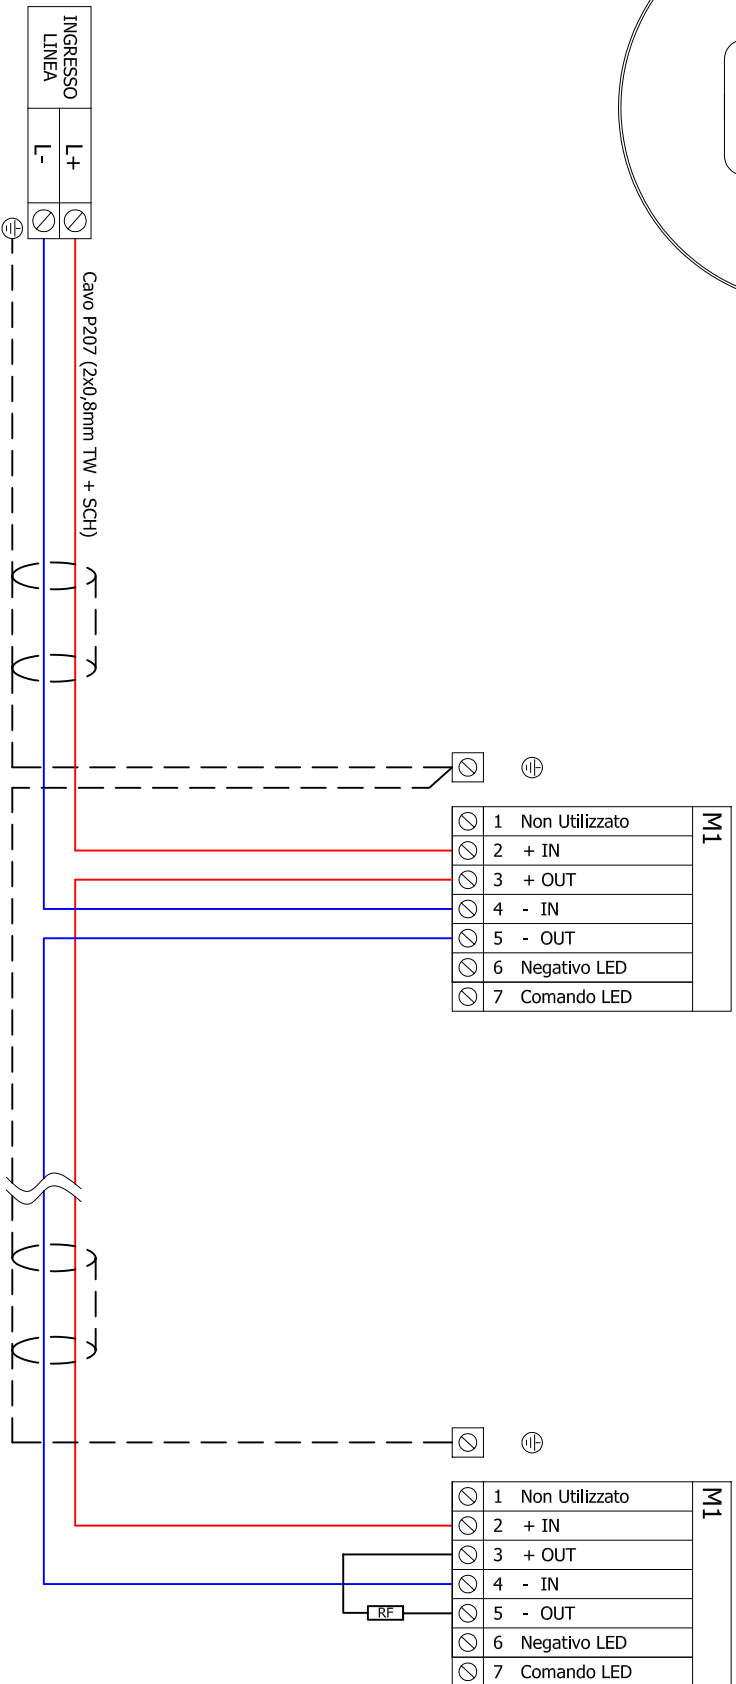 INGRESSO
LINEA
L+
L-
Cavo P207 (2x0,8mm TW + SCH)
M1
1 Non Utilizzato
2 + IN
3 + OUT
4 - IN
5 - OUT
6 Negativo LED
7 Comando LED
M1
1 Non Utilizzato
2 + IN
3 + OUT
4 - IN
5 - OUT
RF
6 Negativo LED
7 Comando LED